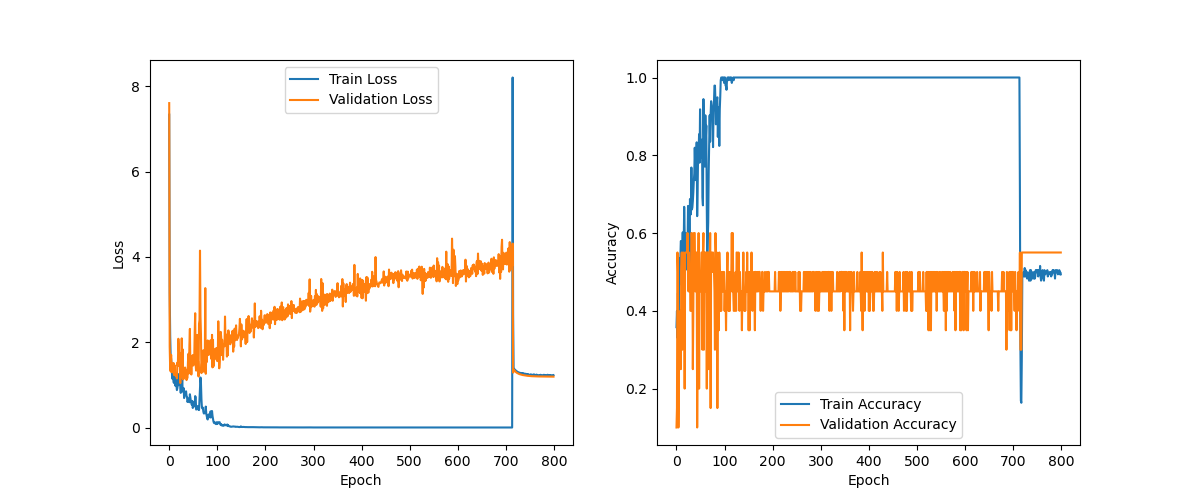 Train Loss
Validation Loss
8
6
4
2
0
Loss
0 100 200 300 400 500 600 700 800
Epoch
1.0
0.8
0.6
0.4
0.2
Accuracy
Train Accuracy
Validation Accuracy
0 100 200 300 400 500 600 700 800
Epoch